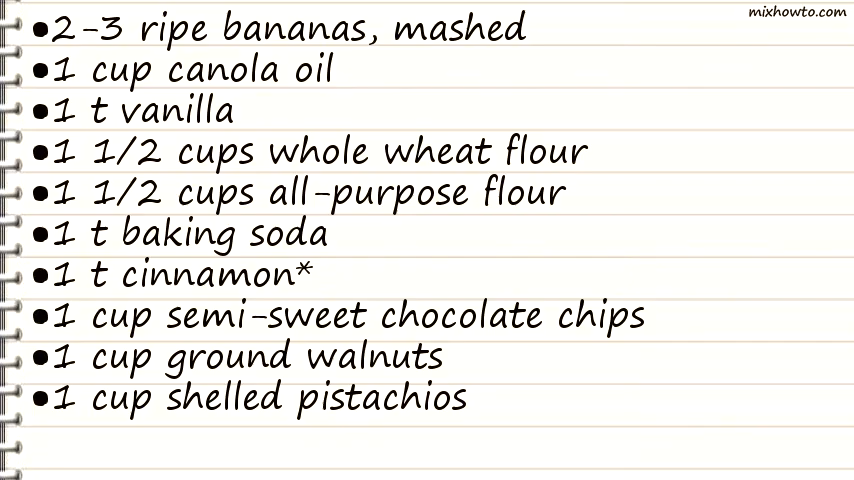 mixhowto.com
•2-3 ripe bananas, mashed
•1 cup canola oil
•1 t vanilla
•1 1/2 cups whole wheat flour
•1 1/2 cups all-purpose flour
•1 t baking soda
•1 t cinnamon*
•1 cup semi-sweet chocolate chips
•1 cup ground walnuts
•1 cup shelled pistachios